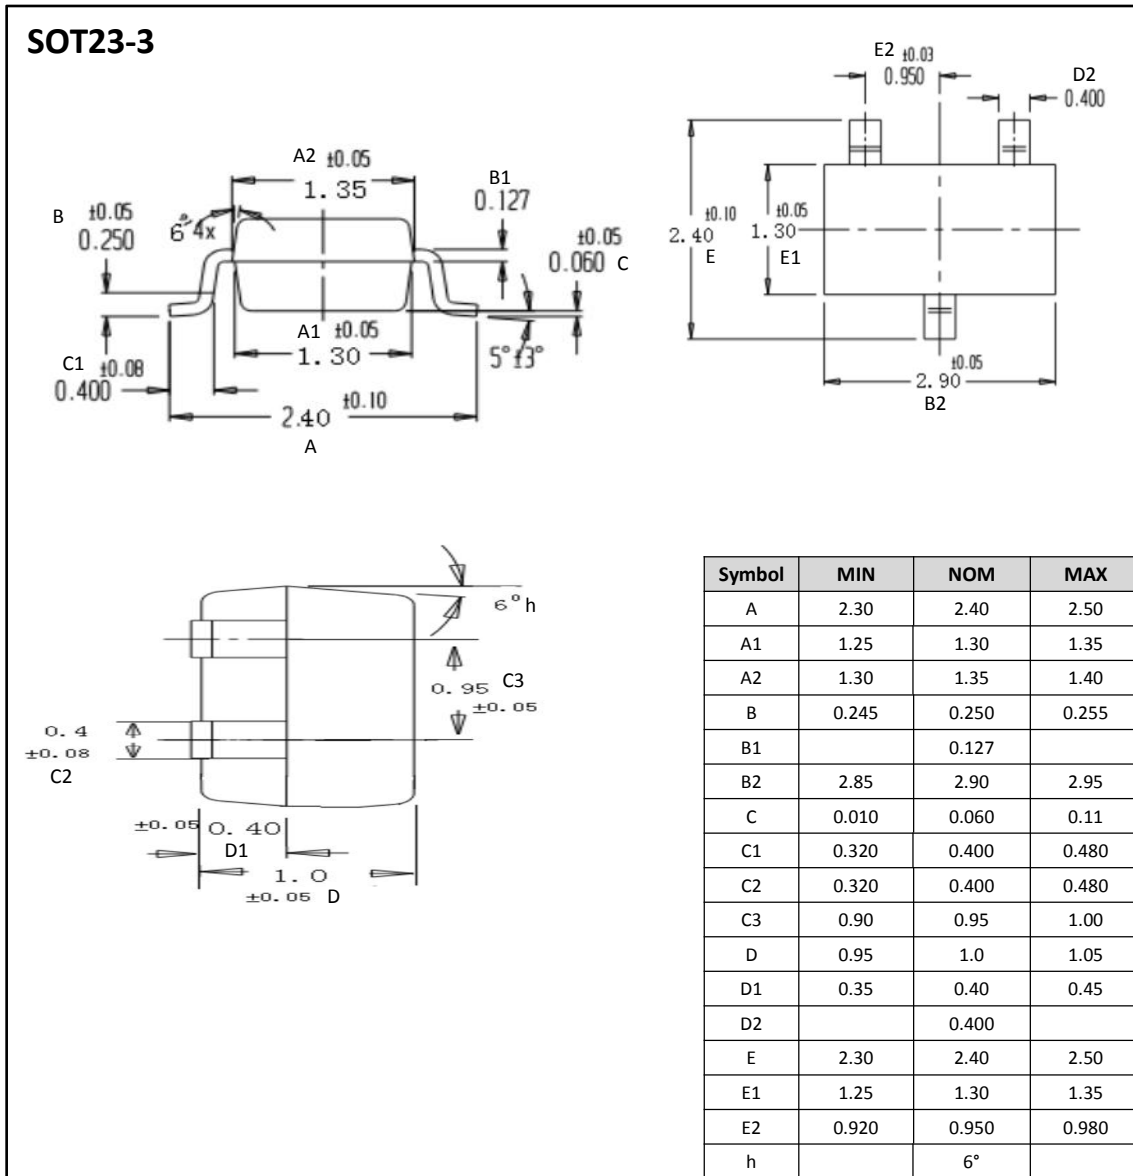 SOT23-3
E2 ±0.03
0.950
D2
0.400
A2 ±0.05
1.35
B1
0.127
B ±0.05
0.250
6° 4x
±0.05
0.060 C
A1 ±0.05
1.30
5°±3°
C1 ±0.08
0.400
2.40 ±0.10
A
±0.10
2.40
E
±0.05
1.30
E1
±0.05
2.90
B2
6° h
0.95 C3
±0.05
0.4
±0.08
C2
±0.05 0.40
D1
1.0
±0.05 D
Symbol MIN NOM MAX
A 2.30 2.40 2.50
A1 1.25 1.30 1.35
A2 1.30 1.35 1.40
B 0.245 0.250 0.255
B1 0.127
B2 2.85 2.90 2.95
C 0.010 0.060 0.11
C1 0.320 0.400 0.480
C2 0.320 0.400 0.480
C3 0.90 0.95 1.00
D 0.95 1.0 1.05
D1 0.35 0.40 0.45
D2 0.400
E 2.30 2.40 2.50
E1 1.25 1.30 1.35
E2 0.920 0.950 0.980
h 6°